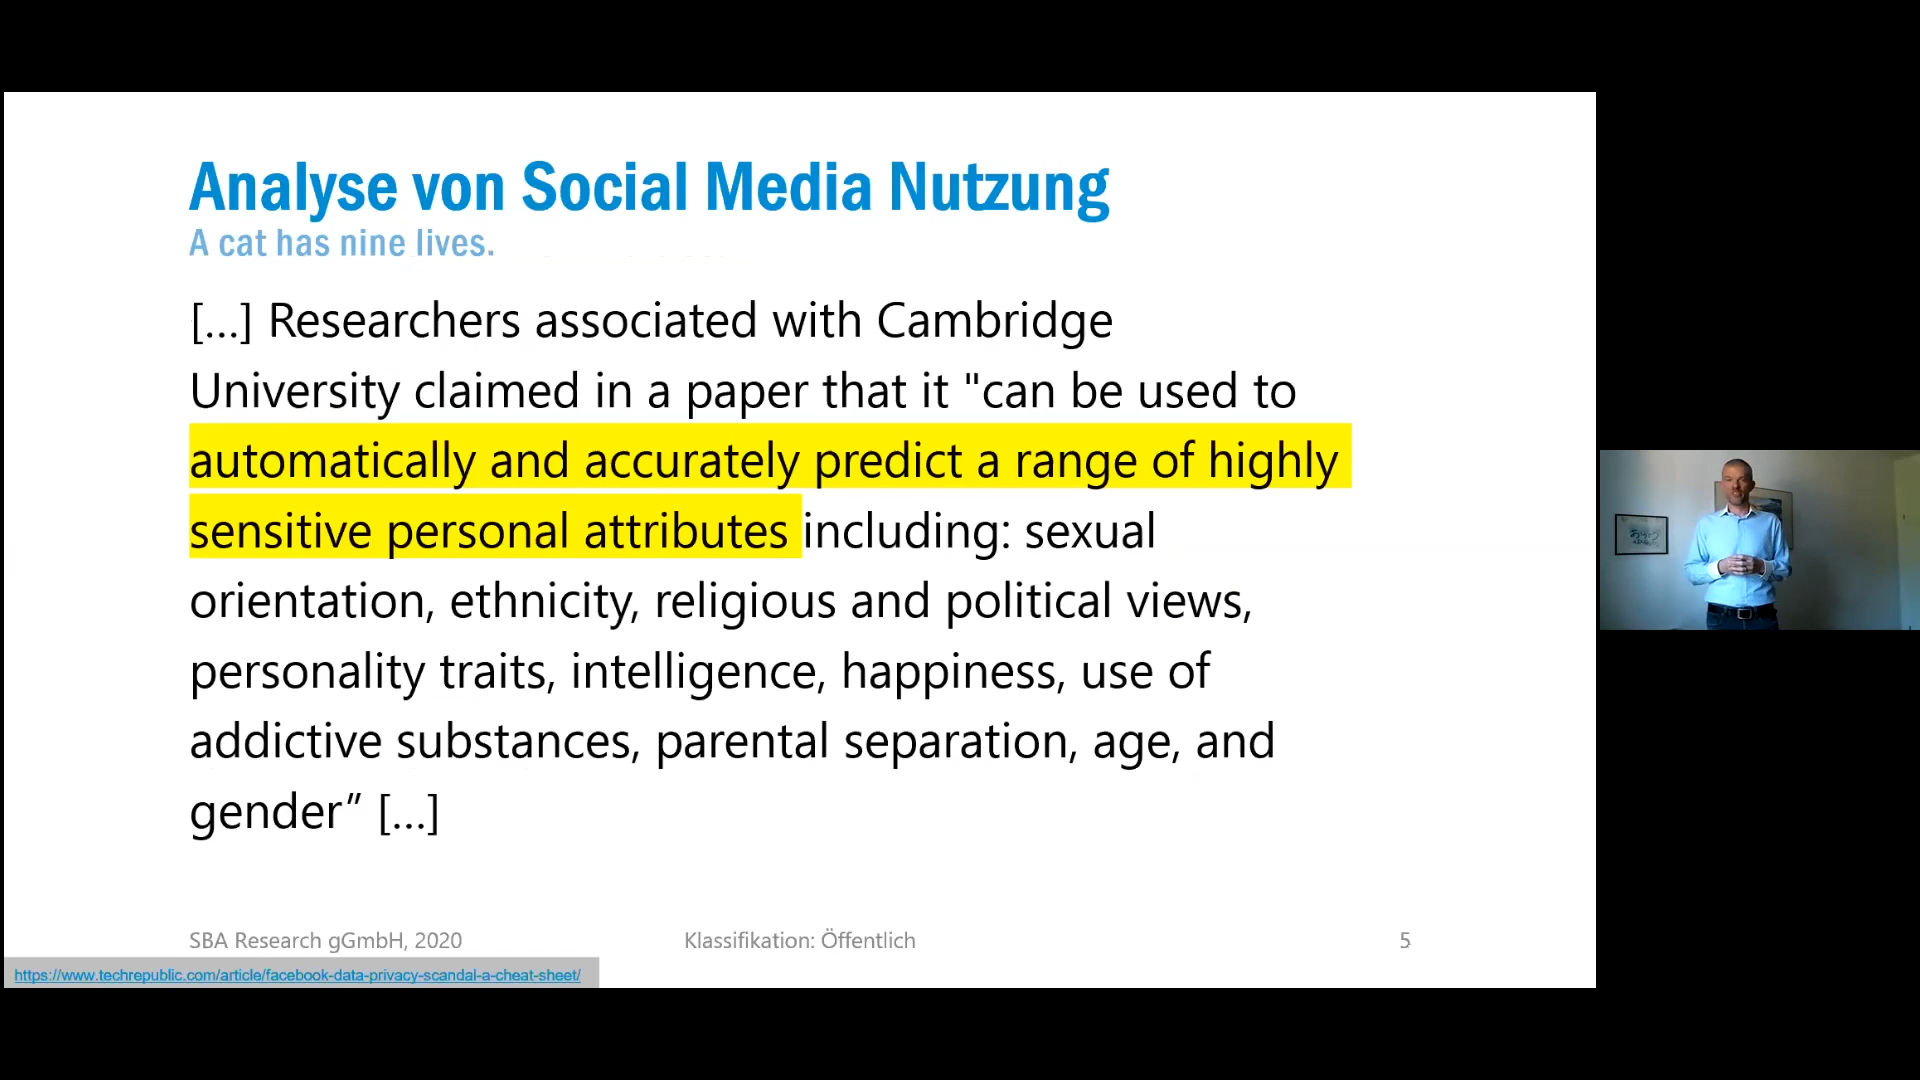 Analyse von Social Media Nutzung
A cat has nine lives.
[...] Researchers associated with Cambridge
University claimed in a paper that it "can be used to
automatically and accurately predict a range of highly
sensitive personal attributes including: sexual
orientation, ethnicity, religious and political views,
personality traits, intelligence, happiness, use of
addictive substances, parental separation, age, and
gender” [...]
SBA Research gGmbH, 2020
Klassifikation: Öffentlich
5
https://www.techrepublic.com/article/facebook-data-privacy-scandal-a-cheat-sheet/